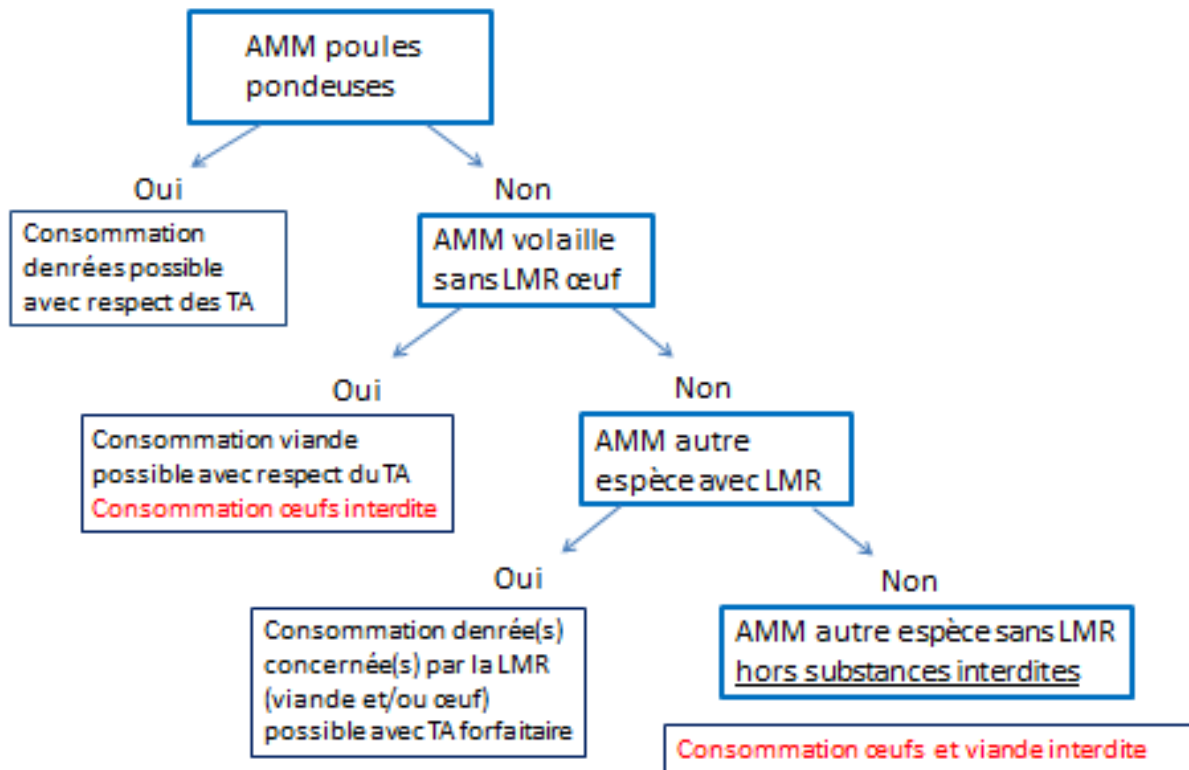 AMM poules
pondeuses
Oui
Non
Consommation
denrées possible
avec respect des TA
AMM volaille
sans LMR œuf
Oui
Non
Consommation viande
possible avec respect du TA
Consommation œufs interdite
AMM autre
espèce avec LMR
Oui
Non
Consommation denrée(s)
concernée(s) par la LMR
(viande et/ou œuf)
possible avec TA forfaitaire
AMM autre espèce sans LMR
hors substances interdites
Consommation œufs et viande interdite